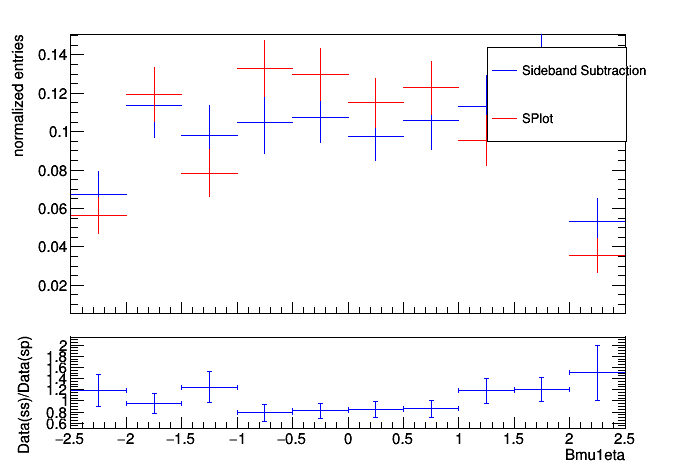 normalized entries
0.14
0.12
0.1
0.08
0.06
0.04
0.02
Sideband Subtraction
SPlot
Data(ss)/Data(sp)
2
1.8
1.6
1.4
1.2
1
0.8
0.6
−2.5 −2 −1.5 −1 −0.5 0 0.5 1 1.5 2 2.5
Bmu1eta